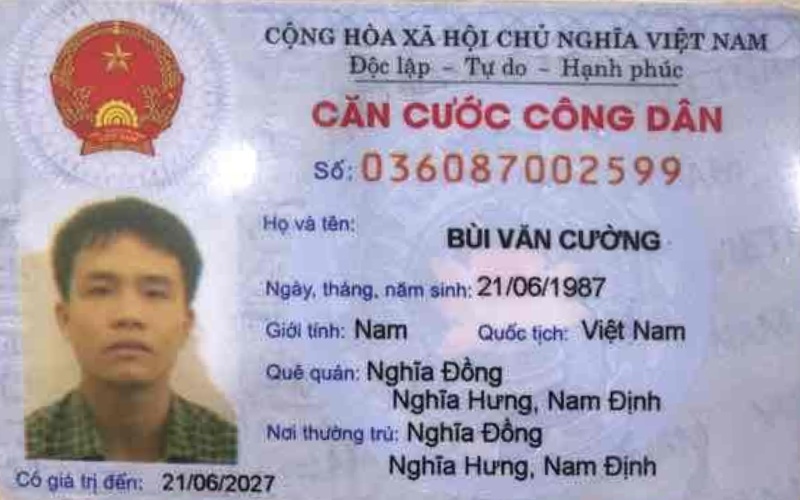 CỘNG HÒA XÃ HỘI CHỦ NGHĨA VIỆT NAM
Độc lập - Tự do - Hạnh phúc
CĂN CƯỚC CÔNG DÂN
Số: 036087002599
Họ và tên:
BÙI VĂN CƯỜNG
Ngày, tháng, năm sinh: 21/06/1987
Giới tính: Nam Quốc tịch: Việt Nam
Quê quán: Nghĩa Đồng
Nghĩa Hưng, Nam Định
Nơi thường trú: Nghĩa Đồng
Nghĩa Hưng, Nam Định
Có giá trị đến: 21/06/2027